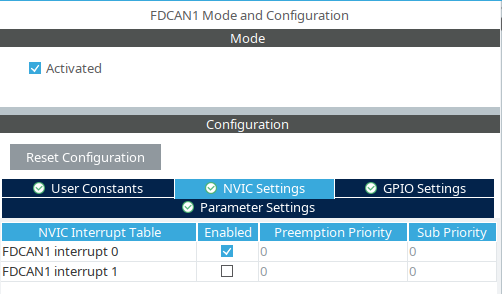 FDCAN1 Mode and Configuration
Mode
Activated
Configuration
Reset Configuration
User Constants NVIC Settings GPIO Settings
Parameter Settings
NVIC Interrupt Table Enabled Preemption Priority Sub Priority
FDCAN1 interrupt 0 0 0
FDCAN1 interrupt 1 0 0